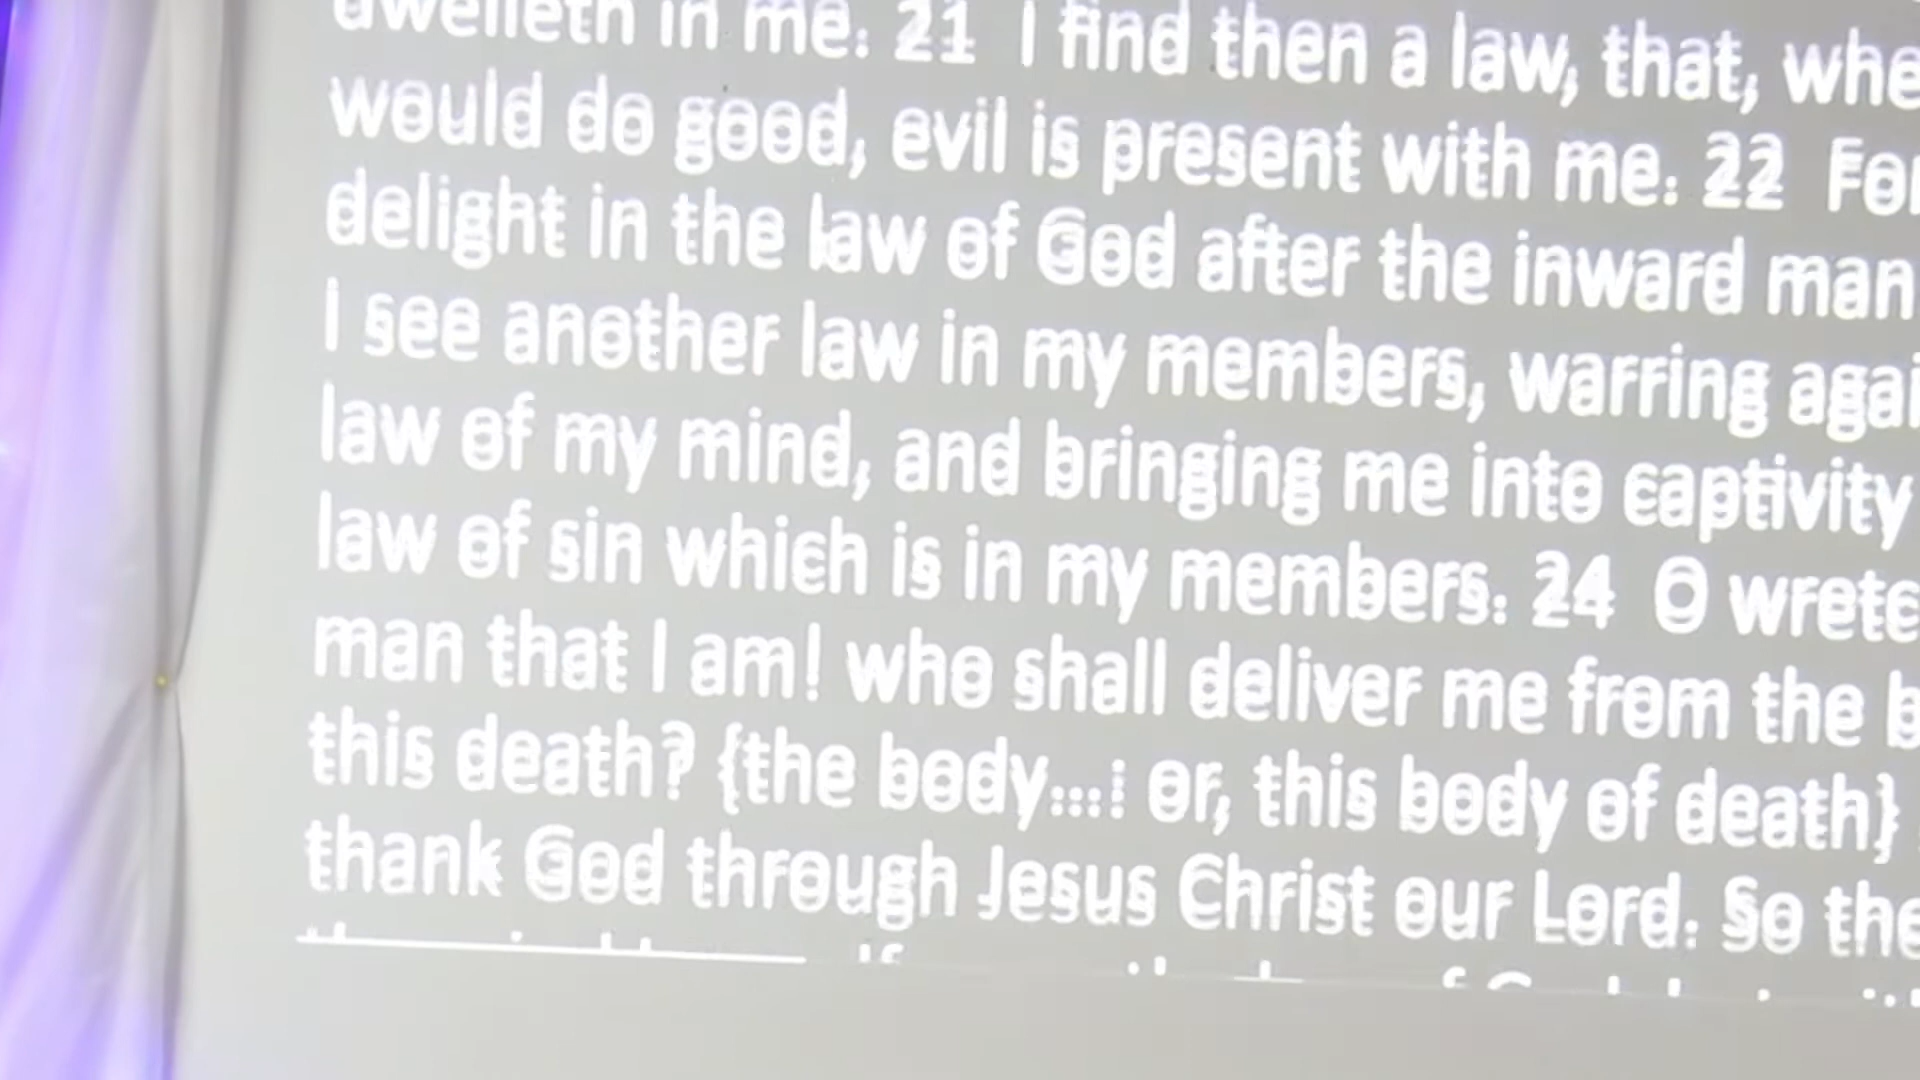 dwelleth in me. 21 I find then a law, that, whe
would do good, evil is present with me. 22 For
delight in the law of God after the inward man
I see another law in my members, warring agai
law of my mind, and bringing me into captivity
law of sin which is in my members. 24 O wretc
man that I am! who shall deliver me from the b
this death? {the body...: or, this body of death}
thank God through Jesus Christ our Lord. So the